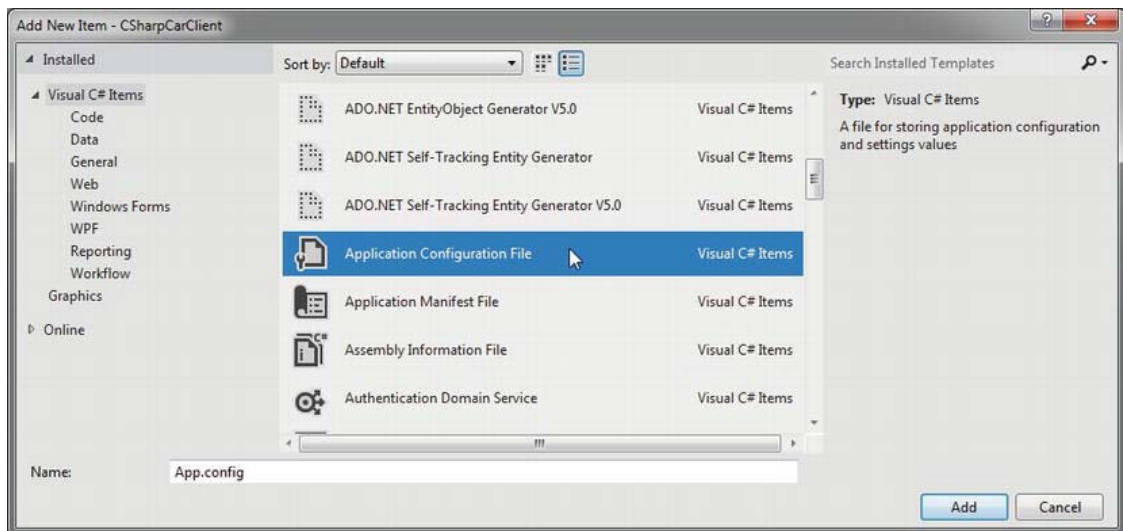 Add New Item - CSharpCarClient
Installed
Sort by: Default
Search Installed Templates
Visual C# Items
Code
Data
General
Web
Windows Forms
WPF
Reporting
Workflow
Graphics
Online
ADO.NET EntityObject Generator V5.0 Visual C# Items
ADO.NET Self-Tracking Entity Generator Visual C# Items
ADO.NET Self-Tracking Entity Generator V5.0 Visual C# Items
Application Configuration File Visual C# Items
Application Manifest File Visual C# Items
C#
Assembly Information File Visual C# Items
Authentication Domain Service Visual C# Items
Type: Visual C# Items
A file for storing application configuration
and settings values
Name: App.config
Add Cancel